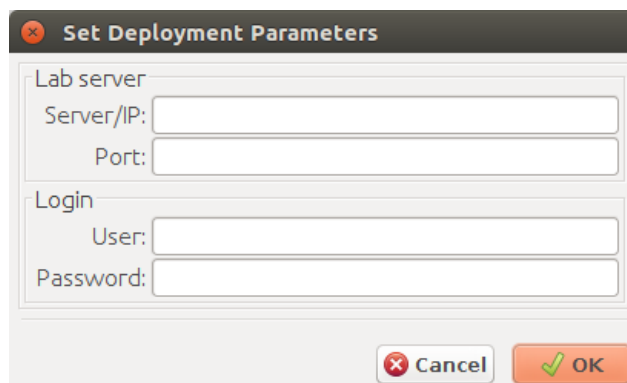 Set Deployment Parameters
Lab server
Server/IP:
Port:
Login
User:
Password:
Cancel OK